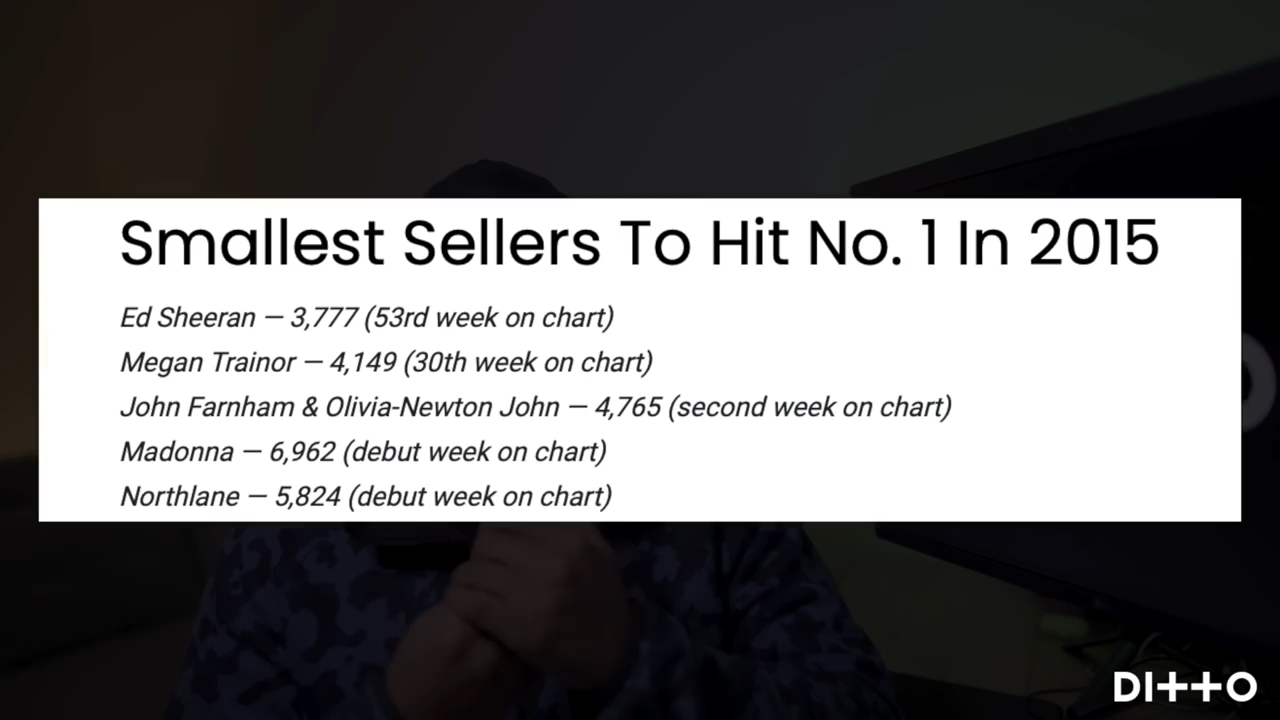 Smallest Sellers To Hit No. 1 In 2015
Ed Sheeran — 3,777 (53rd week on chart)
Megan Trainor — 4,149 (30th week on chart)
John Farnham & Olivia-Newton John — 4,765 (second week on chart)
Madonna — 6,962 (debut week on chart)
Northlane — 5,824 (debut week on chart)
DITTO